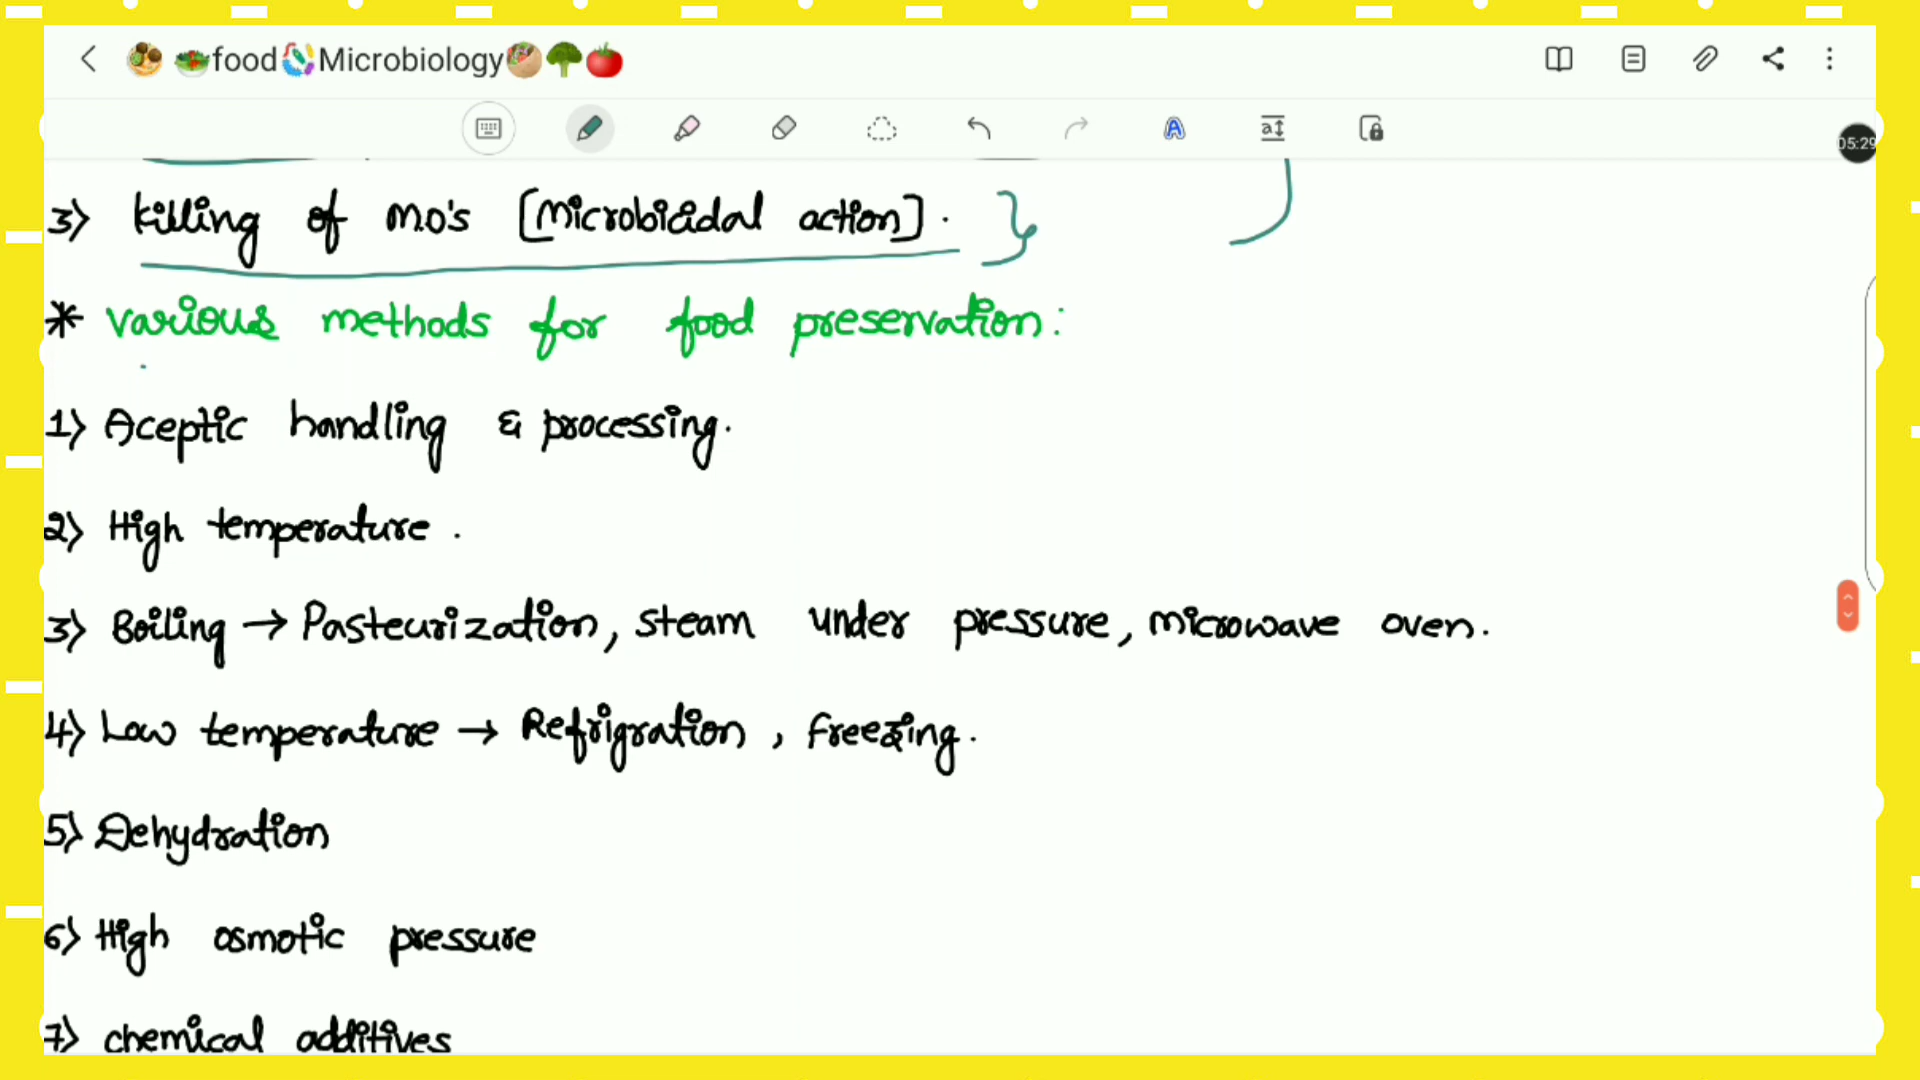 food Microbiology
05:29
3) killing of m.o's [Microbicidal action].
* various methods for food preservation:
1) Aceptic handling & processing.
2) High temperature.
3) Boiling → Pasteurization, steam under pressure, microwave oven.
4) Low temperature → Refrigration, freezing.
5) Dehydration
6) High osmotic pressure
7) chemical additives